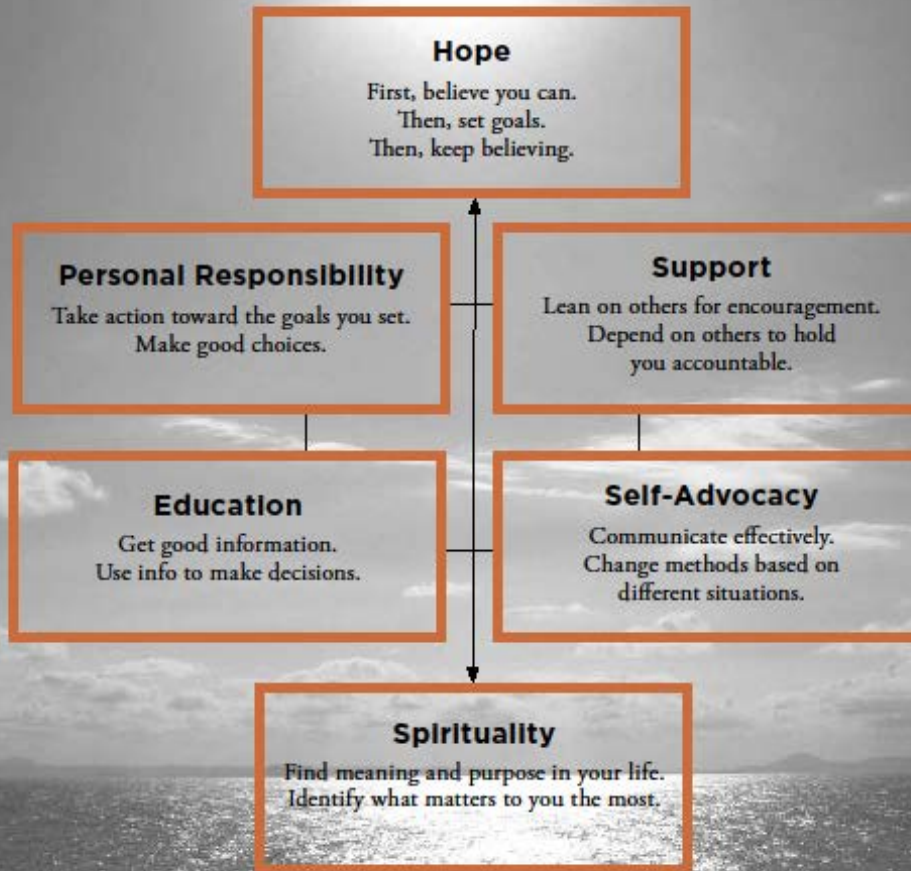 Hope
First, believe you can.
Then, set goals.
Then, keep believing.
Personal Responsibility
Take action toward the goals you set.
Make good choices.
Support
Lean on others for encouragement.
Depend on others to hold
you accountable.
Education
Get good information.
Use info to make decisions.
Self-Advocacy
Communicate effectively.
Change methods based on
different situations.
Spirituality
Find meaning and purpose in your life.
Identify what matters to you the most.